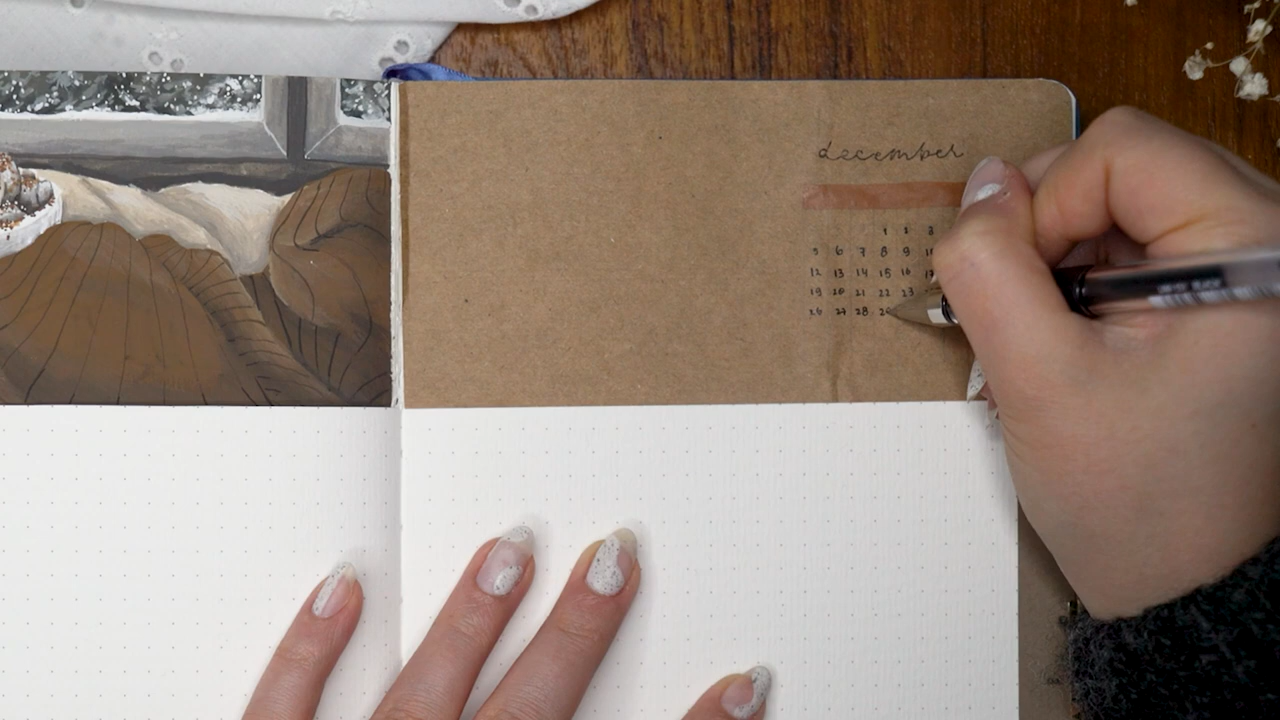 december
1 2 3
5 6 7 8 9
12 13 14 15 16
19 20 21 22 23
26 27 28